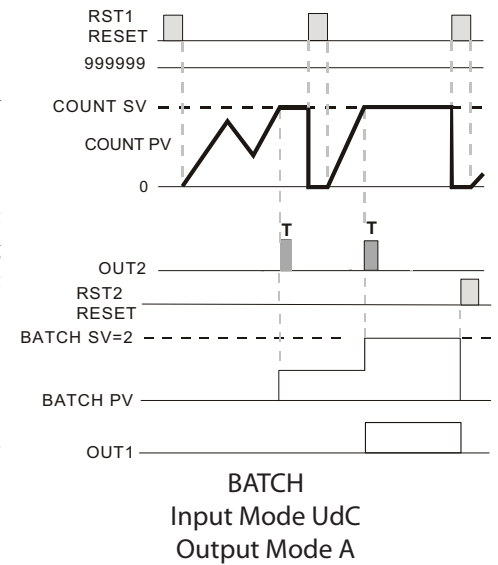 RST1
RESET
999999
COUNT SV
COUNT PV
0
T T
OUT2
RST2
RESET
BATCH SV=2
BATCH PV
OUT1
BATCH
Input Mode UdC
Output Mode A